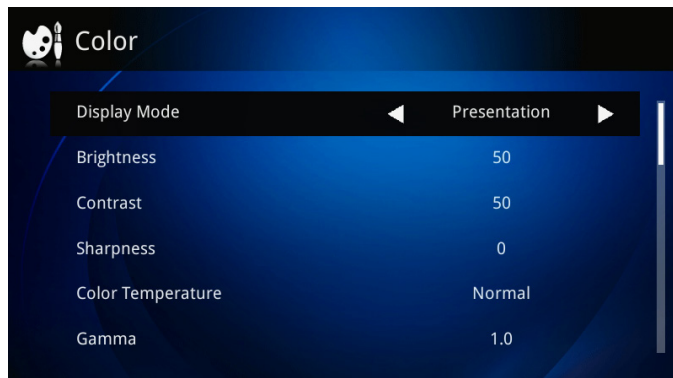 Color
Display Mode Presentation
Brightness 50
Contrast 50
Sharpness 0
Color Temperature Normal
Gamma 1.0